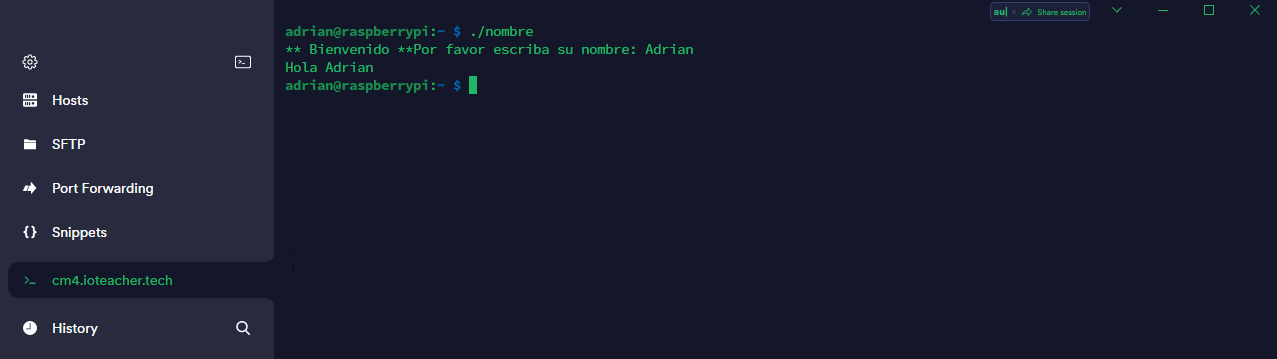 au| Share session
Hosts
SFTP
Port Forwarding
Snippets
cm4.ioteacher.tech
History
adrian@raspberrypi:~ $ ./nombre
** Bienvenido **Por favor escriba su nombre: Adrian
Hola Adrian
adrian@raspberrypi:~ $